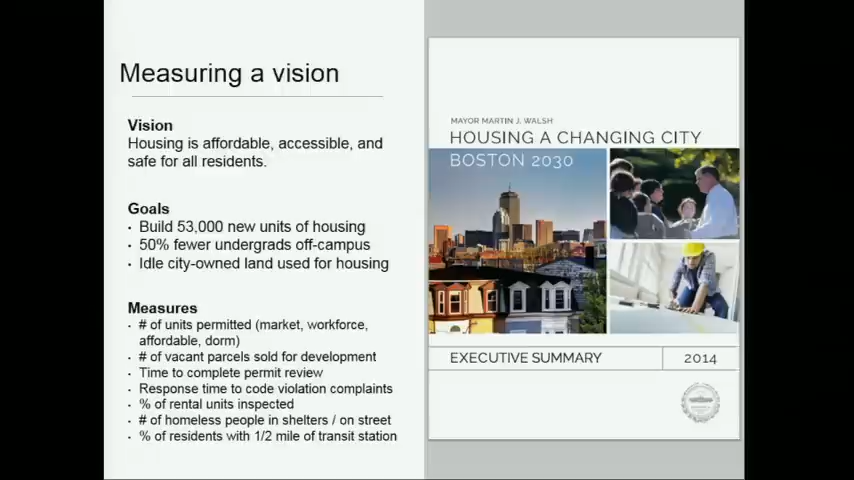 Measuring a vision
Vision
Housing is affordable, accessible, and
safe for all residents.
Goals
· Build 53,000 new units of housing
· 50% fewer undergrads off-campus
· Idle city-owned land used for housing
Measures
· # of units permitted (market, workforce,
affordable, dorm)
· # of vacant parcels sold for development
· Time to complete permit review
· Response time to code violation complaints
· % of rental units inspected
· # of homeless people in shelters / on street
· % of residents with 1/2 mile of transit station
MAYOR MARTIN J. WALSH
HOUSING A CHANGING CITY
BOSTON 2030
EXECUTIVE SUMMARY
2014